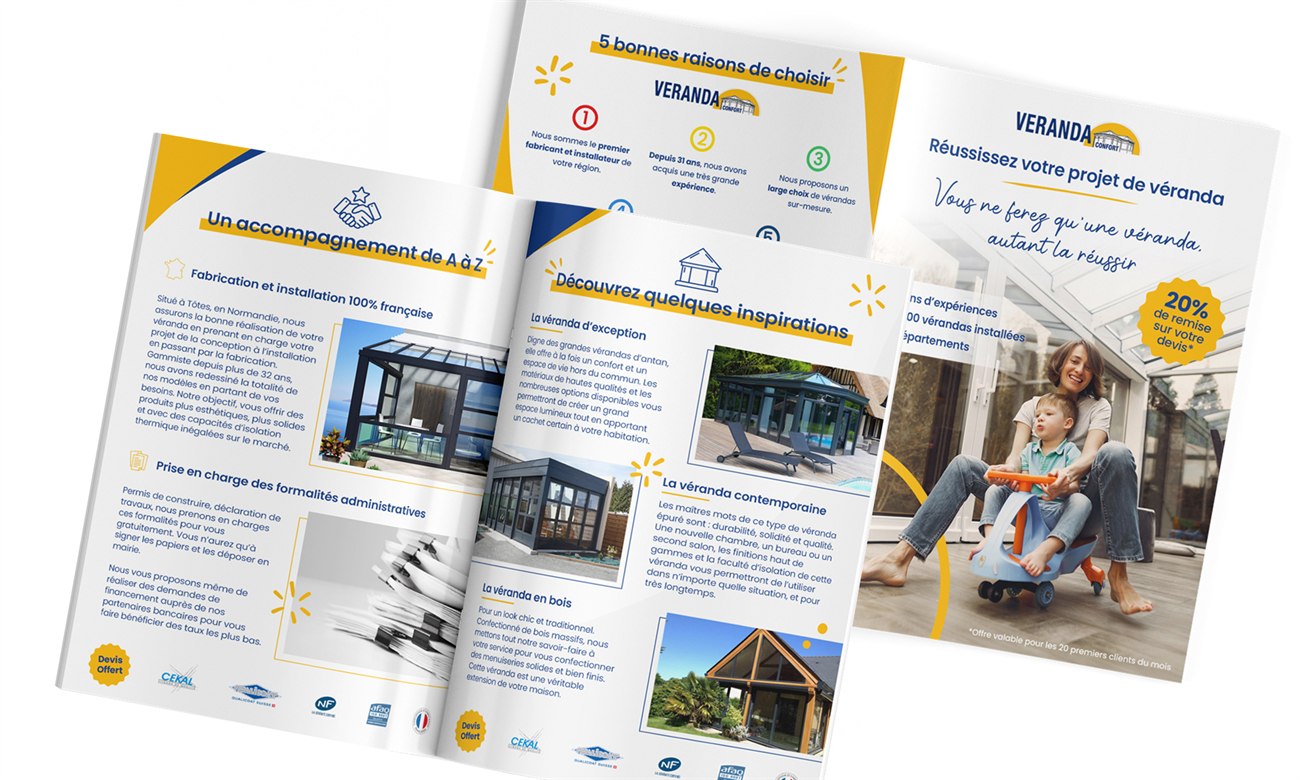 5 bonnes raisons de choisir
VERANDA
CONFORT
1
Nous sommes le premier
fabricant et installateur de
votre région.
2
Depuis 31 ans, nous avons
acquis une très grande
expérience.
3
Nous proposons un
large choix de vérandas
sur-mesure.
4
5
VERANDA
CONFORT
Réussissez votre projet de véranda
Vous ne ferez qu'une véranda,
autant la réussir
20%
de remise
sur votre
devis*
ns d'expériences
00 vérandas installées
épartements
*Offre valable pour les 20 premiers clients du mois
Un accompagnement de A à Z
Fabrication et installation 100% française
Situé à Tôtes, en Normandie, nous
assurons la bonne réalisation de votre
véranda en prenant en charge votre
projet de la conception à l'installation
en passant par la fabrication.
Gammiste depuis plus de 32 ans,
nous avons redessiné la totalité de
nos modèles en partant de vos
besoins. Notre objectif, vous offrir des
produits plus esthétiques, plus solides
et avec des capacités d'isolation
thermique inégalées sur le marché.
Prise en charge des formalités administratives
Permis de construire, déclaration de
travaux, nous prenons en charges
ces formalités pour vous
gratuitement. Vous n'aurez qu'à
signer les papiers et les déposer en
mairie.
Nous vous proposons même de
réaliser des demandes de
financement auprès de nos
partenaires bancaires pour vous
faire bénéficier des taux les plus bas.
Devis
Offert
CEKAL
QUALICOAT SUISSE
NF
afaq
Découvrez quelques inspirations
La véranda d'exception
Digne des grandes vérandas d'antan,
elle offre à la fois un confort et un
espace de vie hors du commun. Les
matériaux de hautes qualités et les
nombreuses options disponibles vous
permettront de créer un grand
espace lumineux tout en apportant
un cochet certain à votre habitation.
La véranda contemporaine
Les maîtres mots de ce type de véranda
épuré sont : durabilité, solidité et qualité.
Une nouvelle chambre, un bureau ou un
second salon, les finitions haut de
gammes et la faculté d'isolation de cette
véranda vous permettront de l'utiliser
dans n'importe quelle situation, et pour
très longtemps.
La véranda en bois
Pour un look chic et traditionnel.
Confectionné de bois massifs, nous
mettons tout notre savoir-faire à
votre service pour vous confectionner
des menuiseries solides et bien finis.
Cette véranda est une véritable
extension de votre maison.
Devis
Offert
CEKAL
QUALICOAT SUISSE
NF
afaq